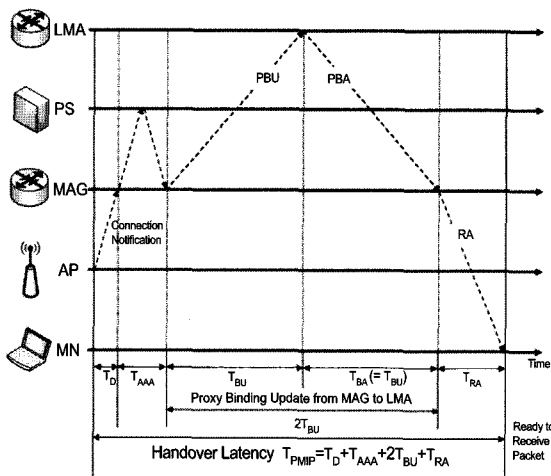 LMA
PBU
PBA
PS
MAG
Connection
Notification
RA
AP
MN
Time
T_D
T_AAA
T_BU
T_BA (= T_BU)
T_RA
Proxy Binding Update from MAG to LMA
2T_BU
Ready to
Receive
Packet
Handover Latency T_PMIP=T_D+T_AAA+2T_BU+T_RA